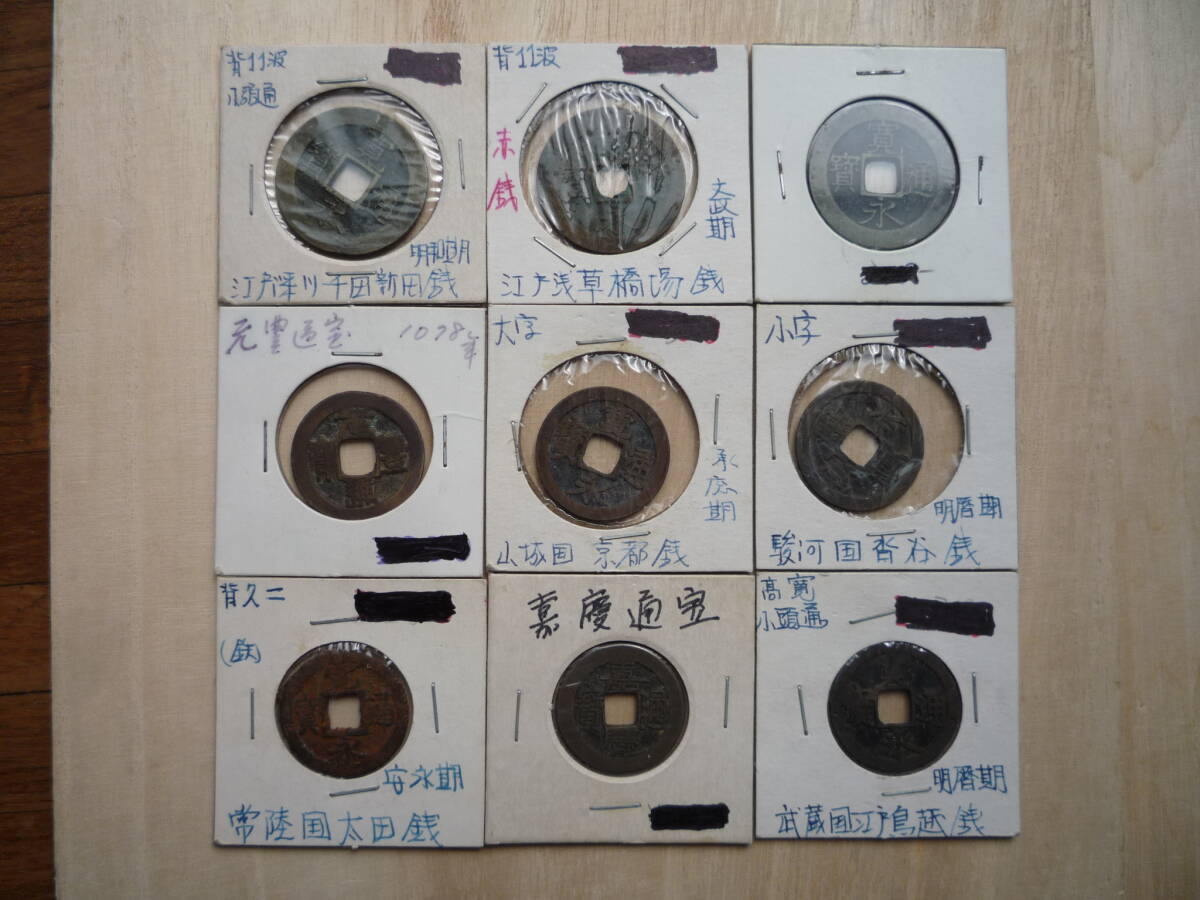 背11波
小頭通
明和期
江戸深川千田新田銭
背11波
赤
銭
文政期
江戸浅草橋場銭
寛
通
寳
永
元豊通宝 1078年
大字
承応期
山城国 京都銭
小字
明暦期
駿河国沓谷銭
背久二
(鉄)
安永期
常陸国太田銭
嘉慶通宝
高寛
小頭通
明暦期
武蔵国江戸鳥越銭